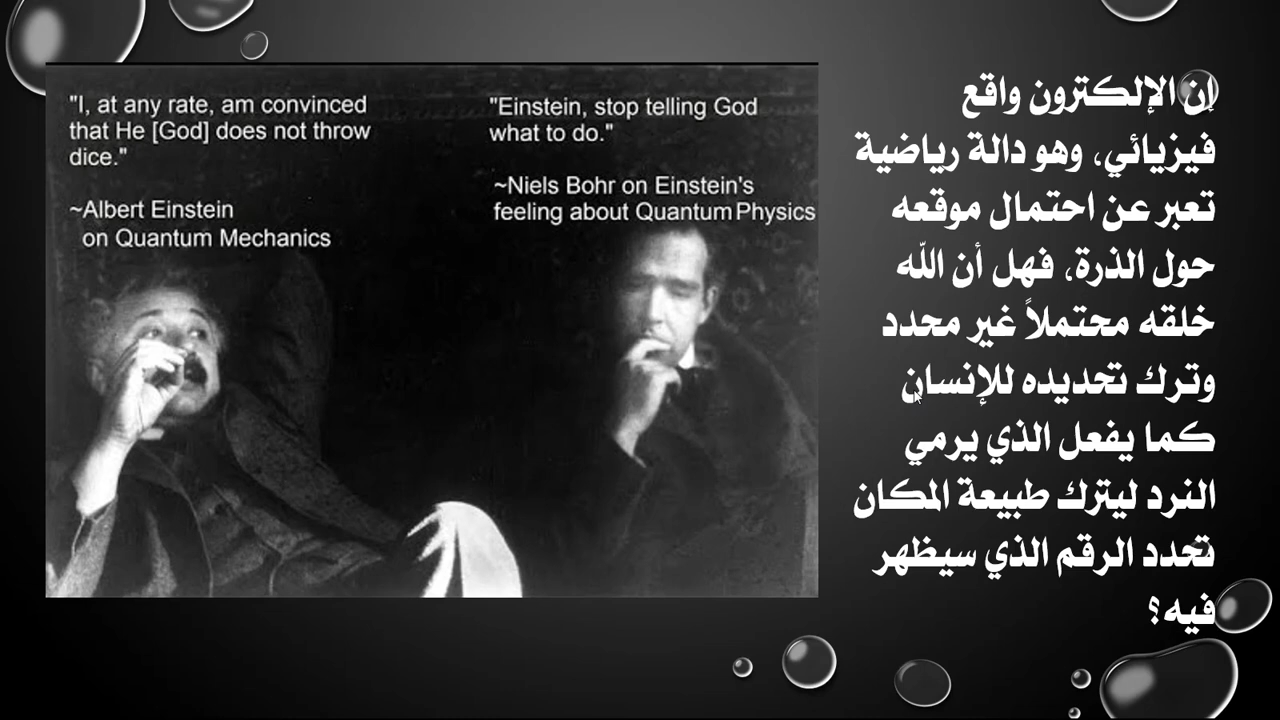 "I, at any rate, am convinced
that He [God] does not throw
dice."
~Albert Einstein
on Quantum Mechanics
"Einstein, stop telling God
what to do."
~Niels Bohr on Einstein's
feeling about Quantum Physics
إن الإلكترون واقع
فيزيائي، وهو دالة رياضية
تعبر عن احتمال موقعه
حول الذرة، فهل أن الله
خلقه محتملاً غير محدد
وترك تحديده للإنسان
كما يفعل الذي يرمي
النرد ليترك طبيعة المكان
تحدد الرقم الذي سيظهر
فيه؟